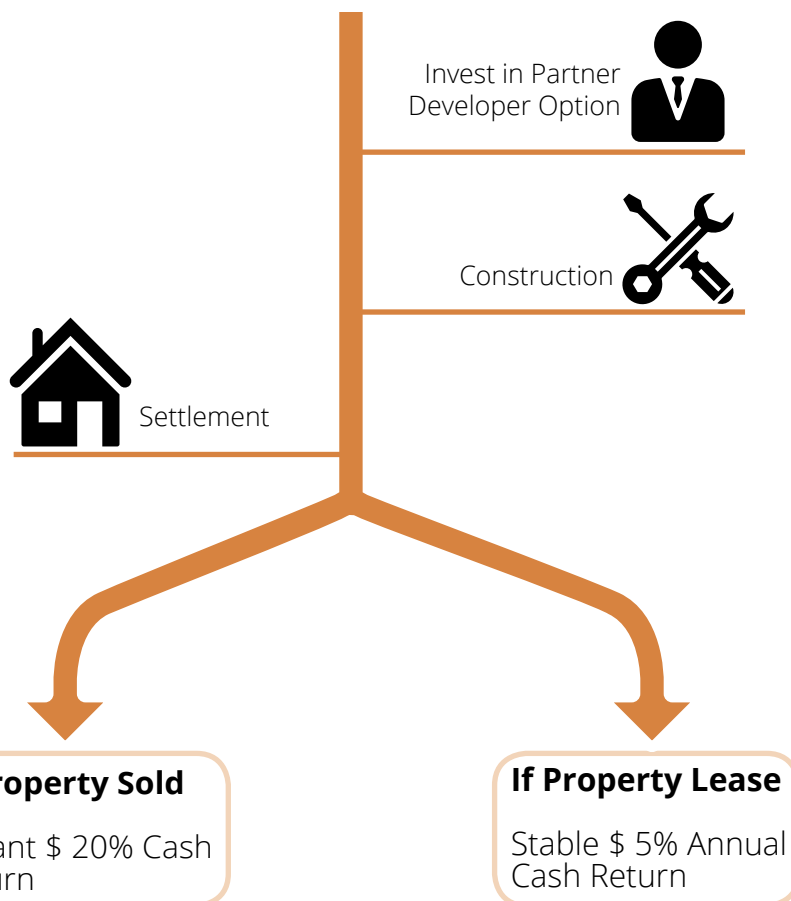 Invest in Partner
Developer Option
Construction
Settlement
roperty Sold
ant $ 20% Cash
urn
If Property Lease
Stable $ 5% Annual
Cash Return